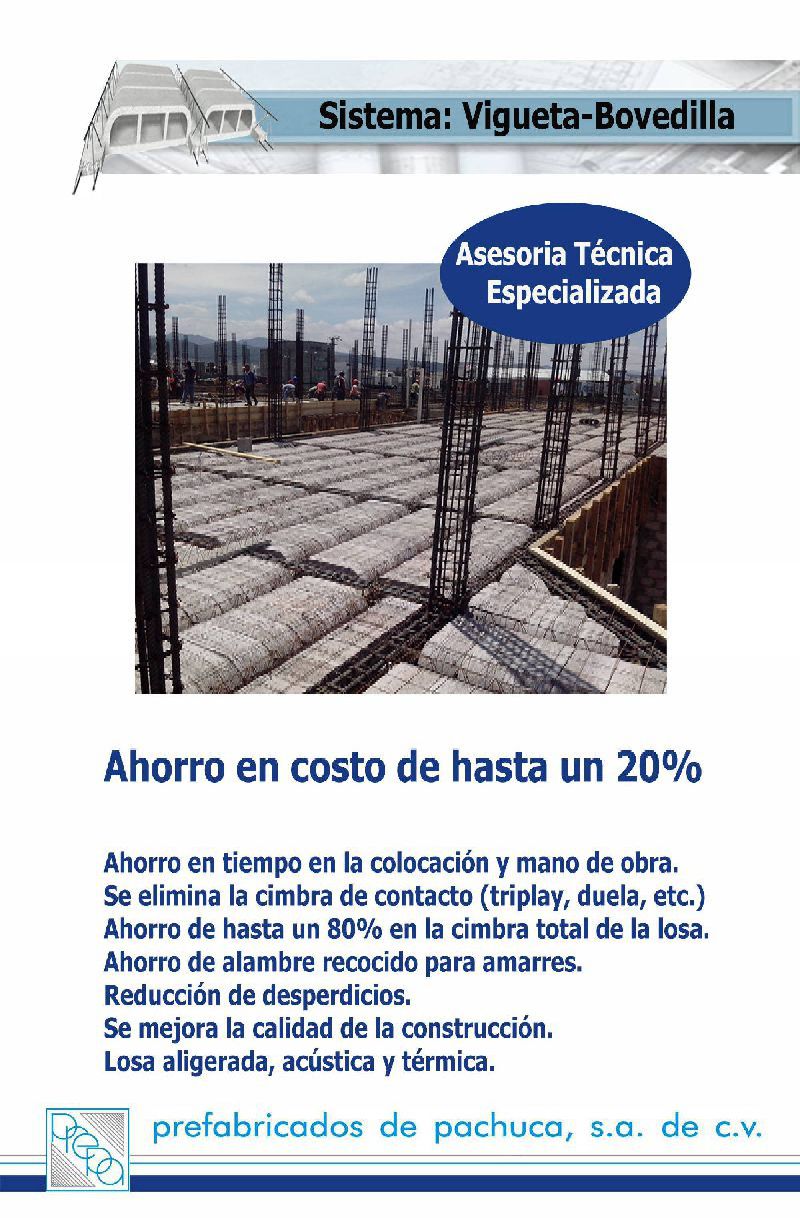 Sistema: Vigueta-Bovedilla
Asesoria Técnica
Especializada
Ahorro en costo de hasta un 20%
Ahorro en tiempo en la colocación y mano de obra.
Se elimina la cimbra de contacto (triplay, duela, etc.)
Ahorro de hasta un 80% en la cimbra total de la losa.
Ahorro de alambre recocido para amarres.
Reducción de desperdicios.
Se mejora la calidad de la construcción.
Losa aligerada, acústica y térmica.
prepa
prefabricados de pachuca, s.a. de c.v.